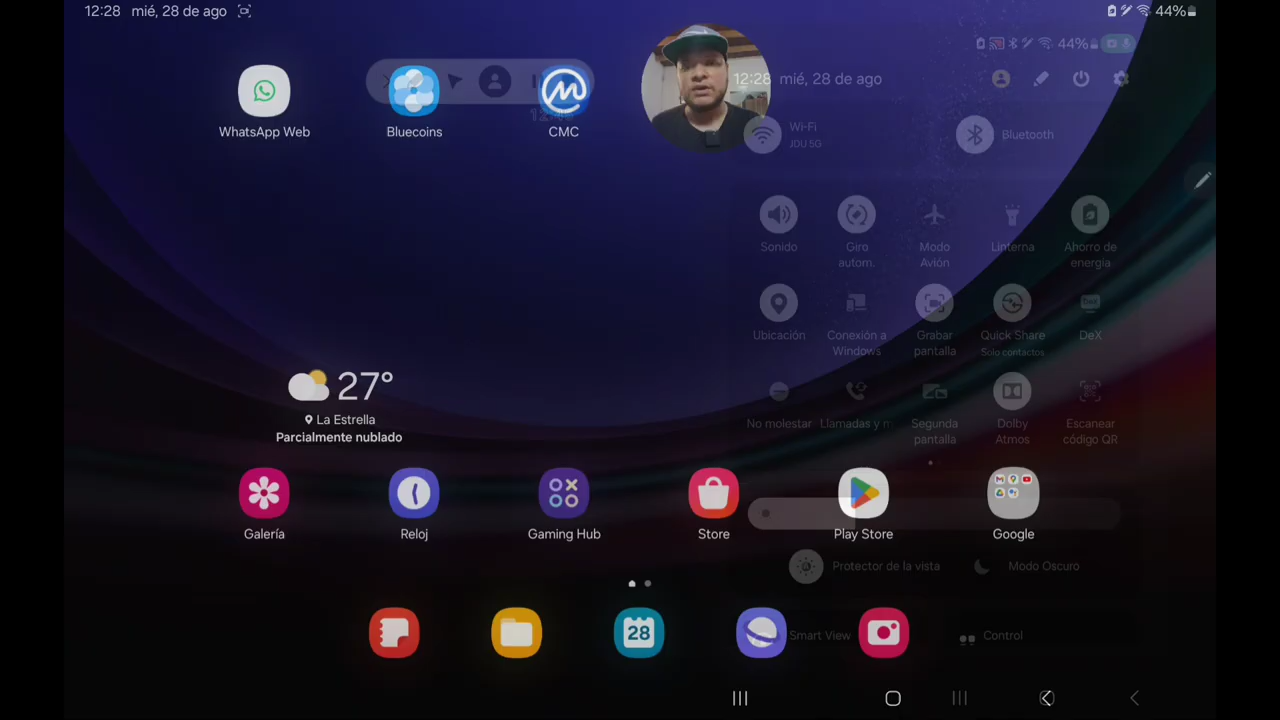 12:28 mié, 28 de ago
44%
44%
12:28 mié, 28 de ago
WhatsApp Web
Bluecoins
CMC
Wi-Fi
JDU 5G
Bluetooth
Sonido
Giro
autom.
Modo
Avión
Linterna
Ahorro de
energía
Ubicación
Conexión a
Windows
Grabar
pantalla
Quick Share
Solo contactos
DeX
27°
La Estrella
Parcialmente nublado
No molestar
Llamadas y m
Segunda
pantalla
Dolby
Atmos
Escanear
código QR
Galería
Reloj
Gaming Hub
Store
Play Store
Google
Protector de la vista
Modo Oscuro
28
Smart View
Control